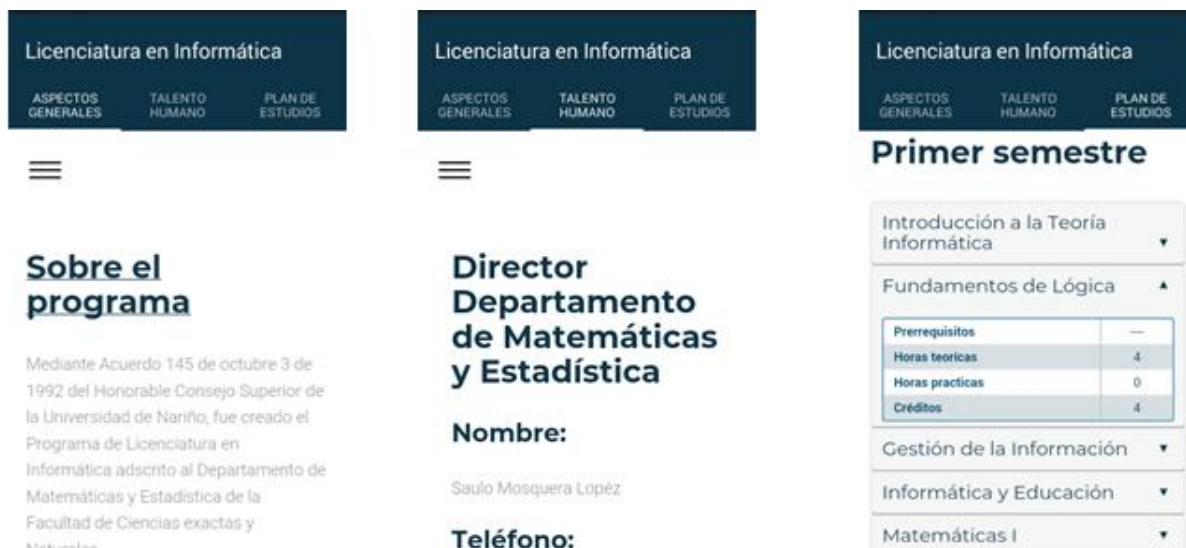 Licenciatura en Informática
ASPECTOS GENERALES
TALENTO HUMANO
PLAN DE ESTUDIOS
Sobre el
programa
Mediante Acuerdo 145 de octubre 3 de
1992 del Honorable Consejo Superior de
la Universidad de Nariño, fue creado el
Programa de Licenciatura en
Informática adscrito al Departamento de
Matemáticas y Estadística de la
Facultad de Ciencias exactas y
Licenciatura en Informática
ASPECTOS GENERALES
TALENTO HUMANO
PLAN DE ESTUDIOS
Director
Departamento
de Matemáticas
y Estadística
Nombre:
Saulo Mosquera Lopéz
Teléfono:
Licenciatura en Informática
ASPECTOS GENERALES
TALENTO HUMANO
PLAN DE ESTUDIOS
Primer semestre
Introducción a la Teoría
Informática ▼
Fundamentos de Lógica ▲
Prerrequisitos —
Horas teoricas 4
Horas practicas 0
Créditos 4
Gestión de la Información ▼
Informática y Educación ▼
Matemáticas I ▼